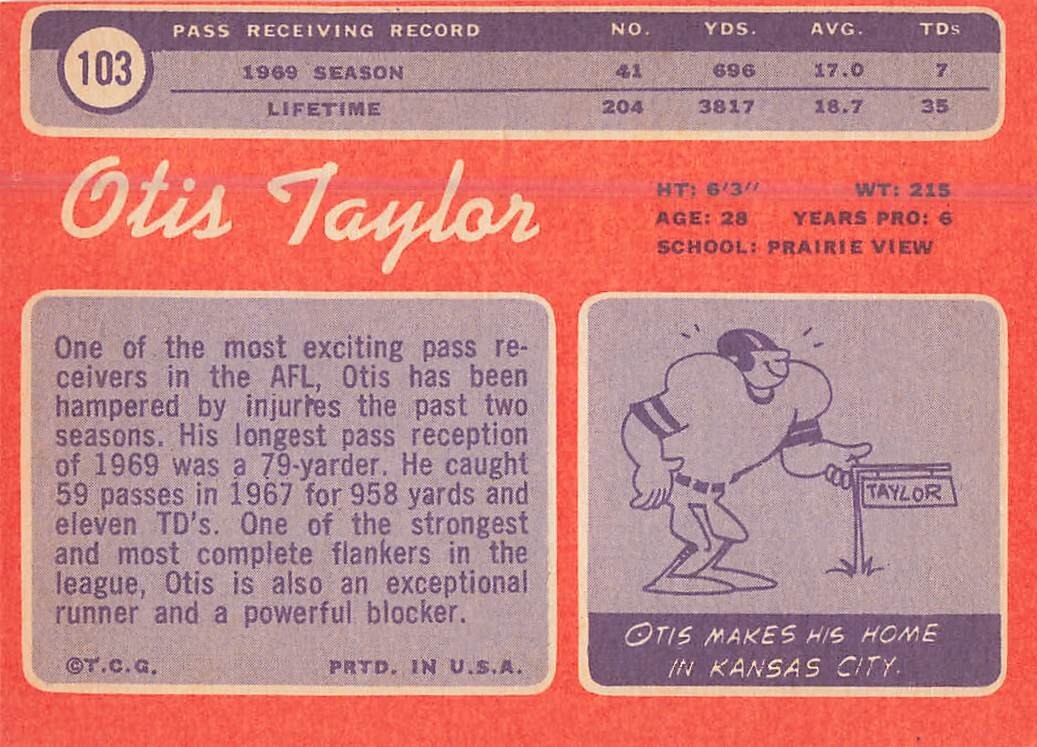 103
PASS RECEIVING RECORD NO. YDS. AVG. TDs
1969 SEASON 41 696 17.0 7
LIFETIME 204 3817 18.7 35
Otis Taylor
HT: 6'3" WT: 215
AGE: 28 YEARS PRO: 6
SCHOOL: PRAIRIE VIEW
One of the most exciting pass re-
ceivers in the AFL, Otis has been
hampered by injuries the past two
seasons. His longest pass reception
of 1969 was a 79-yarder. He caught
59 passes in 1967 for 958 yards and
eleven TD's. One of the strongest
and most complete flankers in the
league, Otis is also an exceptional
runner and a powerful blocker.
©T.C.G. PRTD. IN U.S.A.
TAYLOR
OTIS MAKES HIS HOME
IN KANSAS CITY.